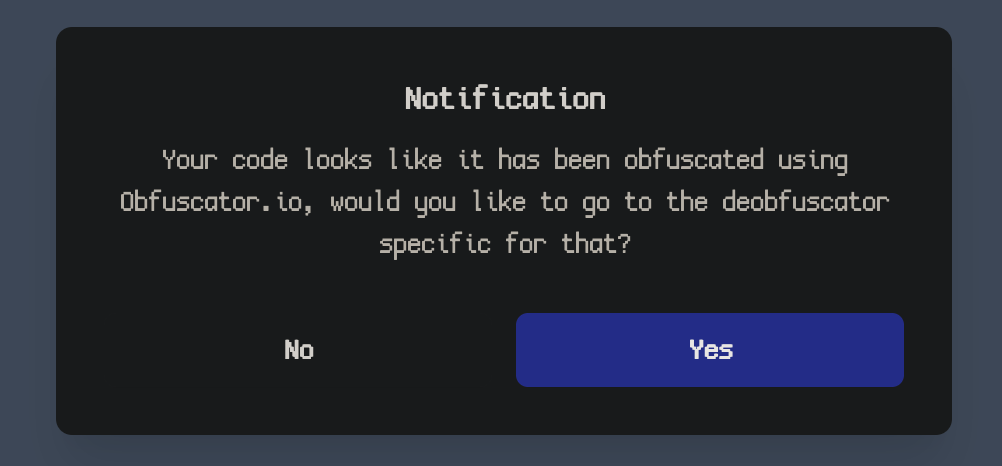 Notification
Your code looks like it has been obfuscated using
Obfuscator.io, would you like to go to the deobfuscator
specific for that?
No
Yes